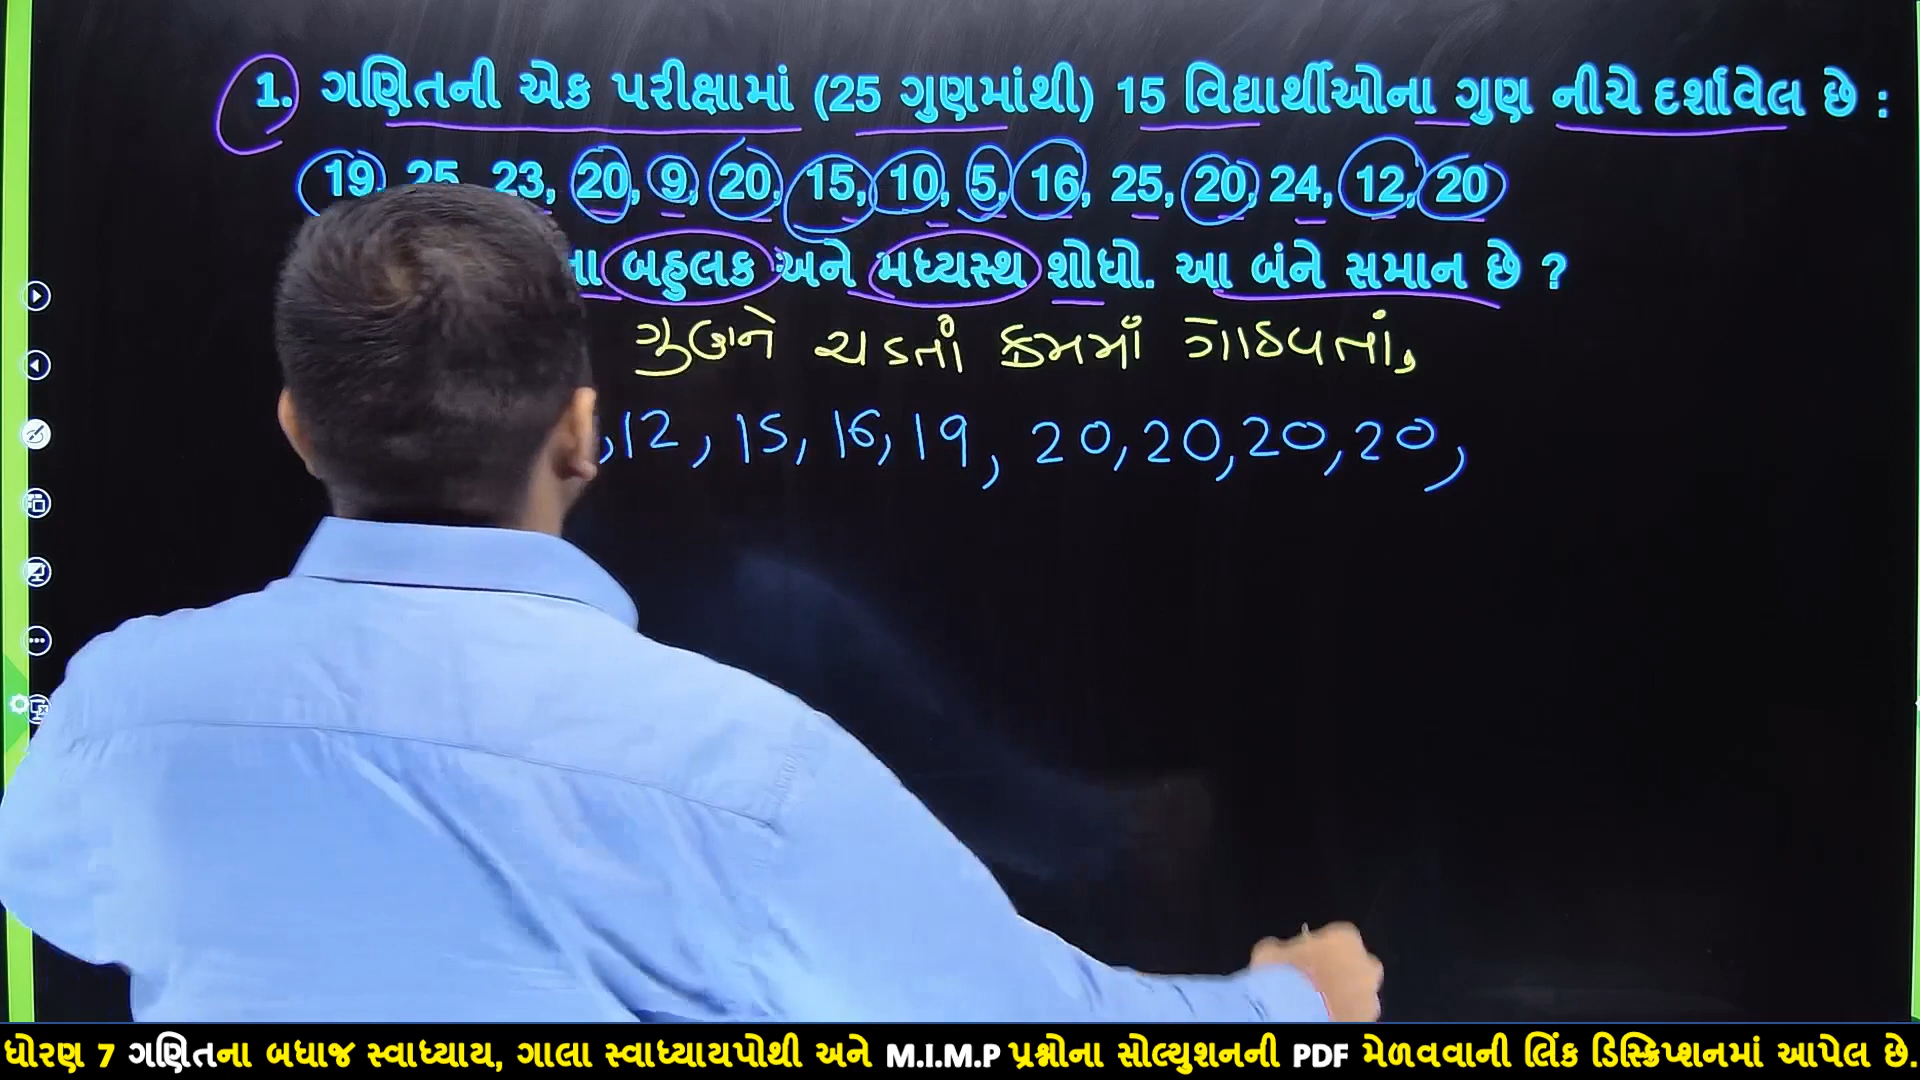 1. ગણિતની એક પરીક્ષામાં (25 ગુણમાંથી) 15 વિદ્યાર્થીઓના ગુણ નીચે દર્શાવેલ છે :
19, 25, 23, 20, 9, 20, 15, 10, 5, 16, 25, 20, 24, 12, 20
બહુલક અને મધ્યસ્થ શોધો. આ બંને સમાન છે ?
ગુણને ચડતાં ક્રમમાં ગોઠવતાં,
,12, 15, 16, 19, 20, 20, 20, 20,
ધોરણ 7 ગણિતના બધાજ સ્વાધ્યાય, ગાલા સ્વાધ્યાયપોથી અને M.I.M.P પ્રશ્નોના સોલ્યુશનની PDF મેળવવાની લિંક ડિસ્ક્રિપ્શનમાં આપેલ છે.